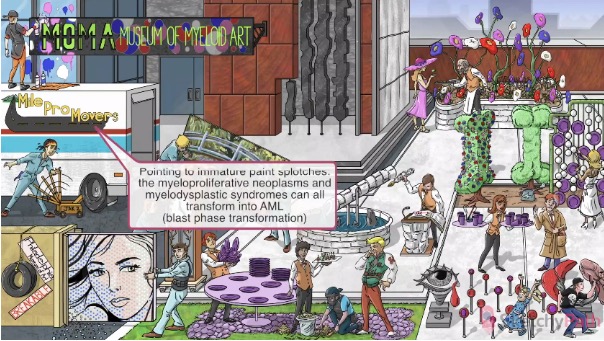 MOMA MUSEUM OF MYELOID ART
Mile Pro
Movers
Pointing to immature paint splotches:
the myeloproliferative neoplasms and
myelodysplastic syndromes can all
transform into AML
(blast phase transformation)